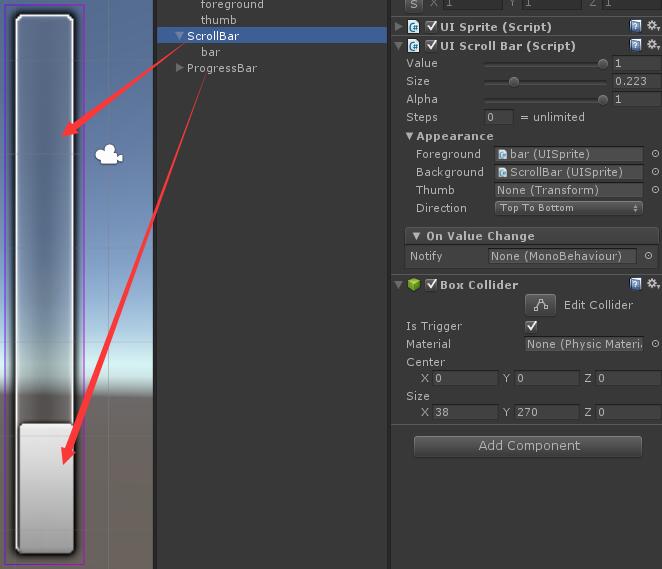 foreground
thumb
ScrollBar
bar
ProgressBar
S X 1 Y 1 Z 1
UI Sprite (Script)
UI Scroll Bar (Script)
Value 1
Size 0.223
Alpha 1
Steps 0 = unlimited
Appearance
Foreground bar (UISprite)
Background ScrollBar (UISprite)
Thumb None (Transform)
Direction Top To Bottom
On Value Change
Notify None (MonoBehaviour)
Box Collider
Edit Collider
Is Trigger
Material None (Physic Materi
Center
X 0 Y 0 Z 0
Size
X 38 Y 270 Z 0
Add Component